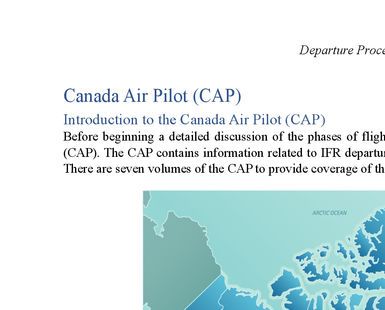 Departure Proce
Canada Air Pilot (CAP)
Introduction to the Canada Air Pilot (CAP)
Before beginning a detailed discussion of the phases of fligh
(CAP). The CAP contains information related to IFR departu
There are seven volumes of the CAP to provide coverage of th
ARCTIC OCEAN